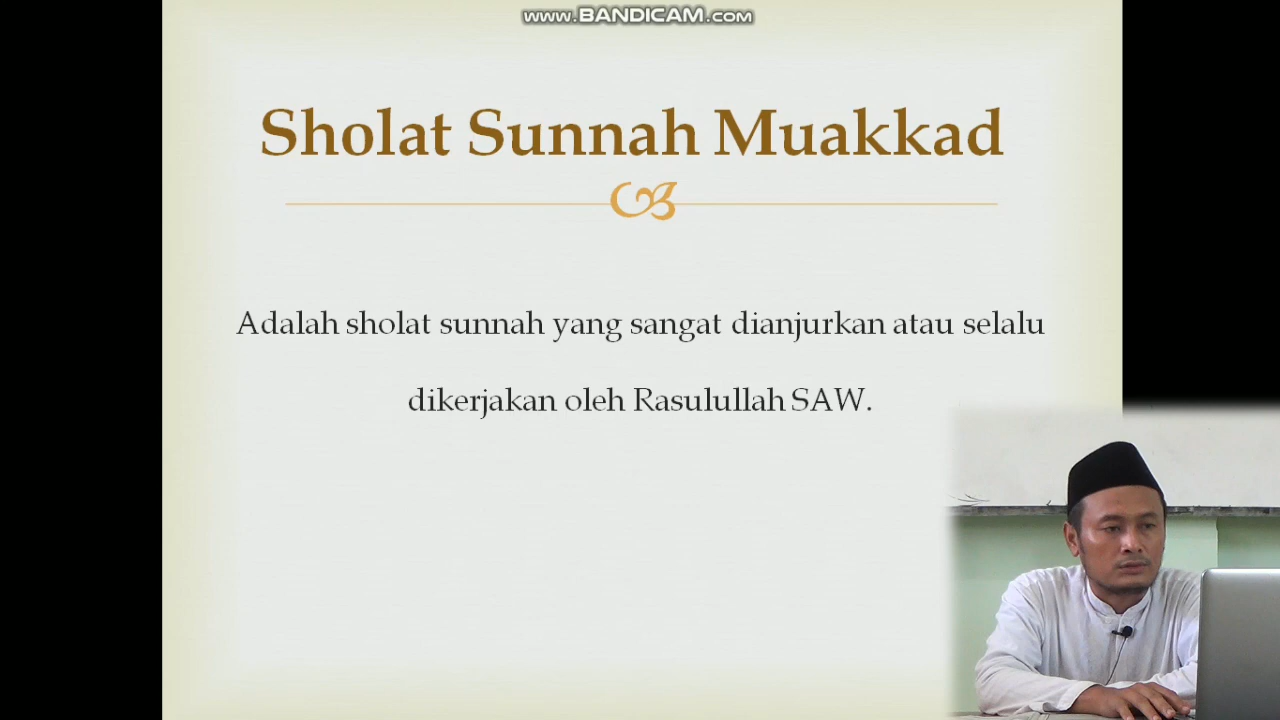 www.BANDICAM.com
Sholat Sunnah Muakkad
Adalah sholat sunnah yang sangat dianjurkan atau selalu
dikerjakan oleh Rasulullah SAW.